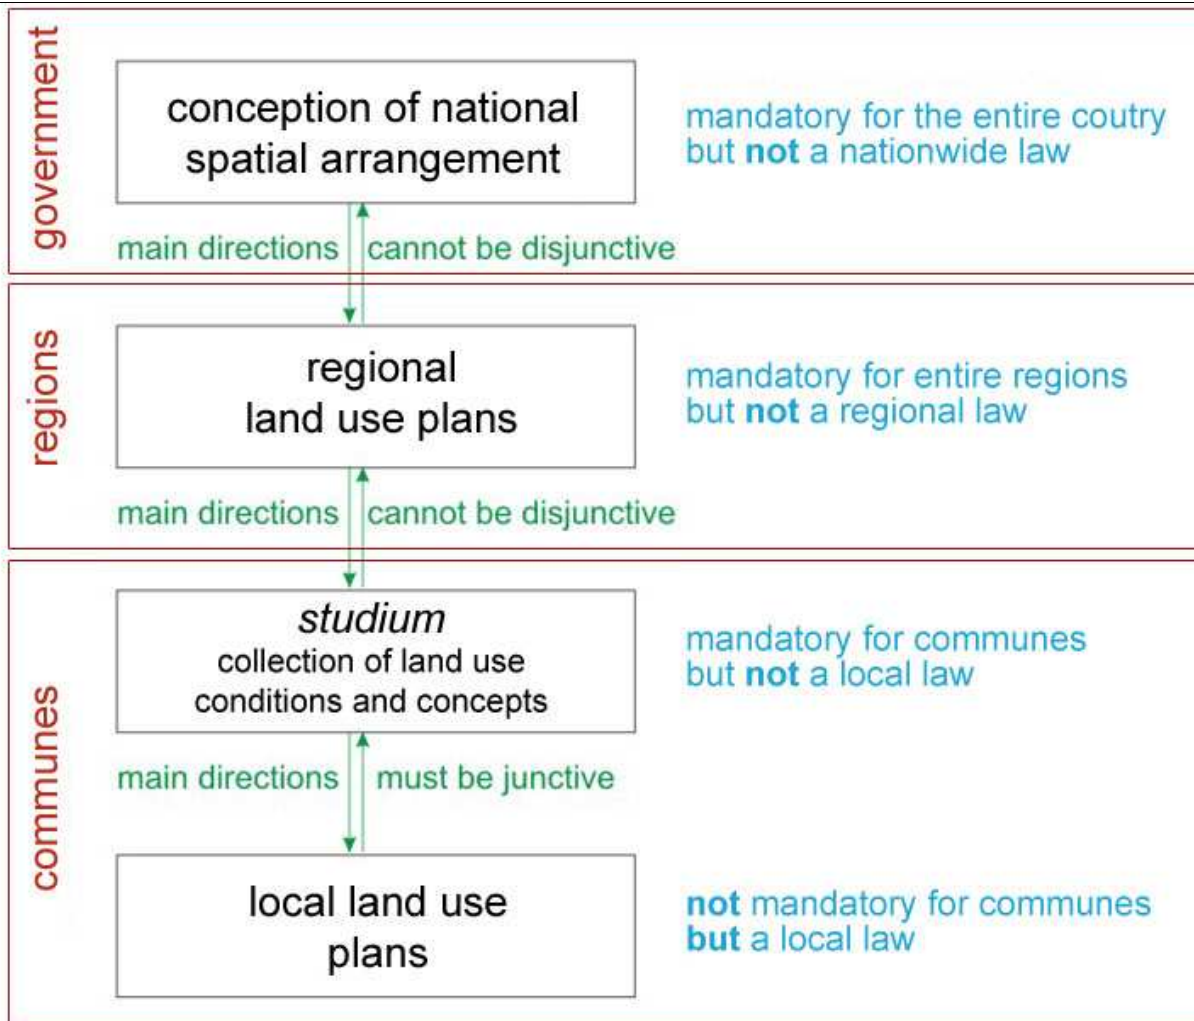 government
conception of national
spatial arrangement
mandatory for the entire coutry
but not a nationwide law
main directions
cannot be disjunctive
regions
regional
land use plans
mandatory for entire regions
but not a regional law
main directions
cannot be disjunctive
communes
studium
collection of land use
conditions and concepts
mandatory for communes
but not a local law
main directions
must be junctive
local land use
plans
not mandatory for communes
but a local law